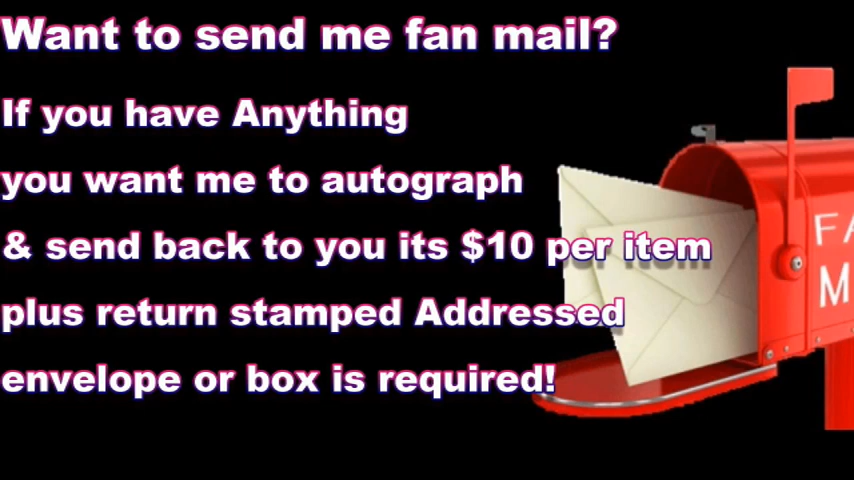 Want to send me fan mail?
If you have Anything
you want me to autograph
& send back to you its $10 per item
plus return stamped Addressed
envelope or box is required!